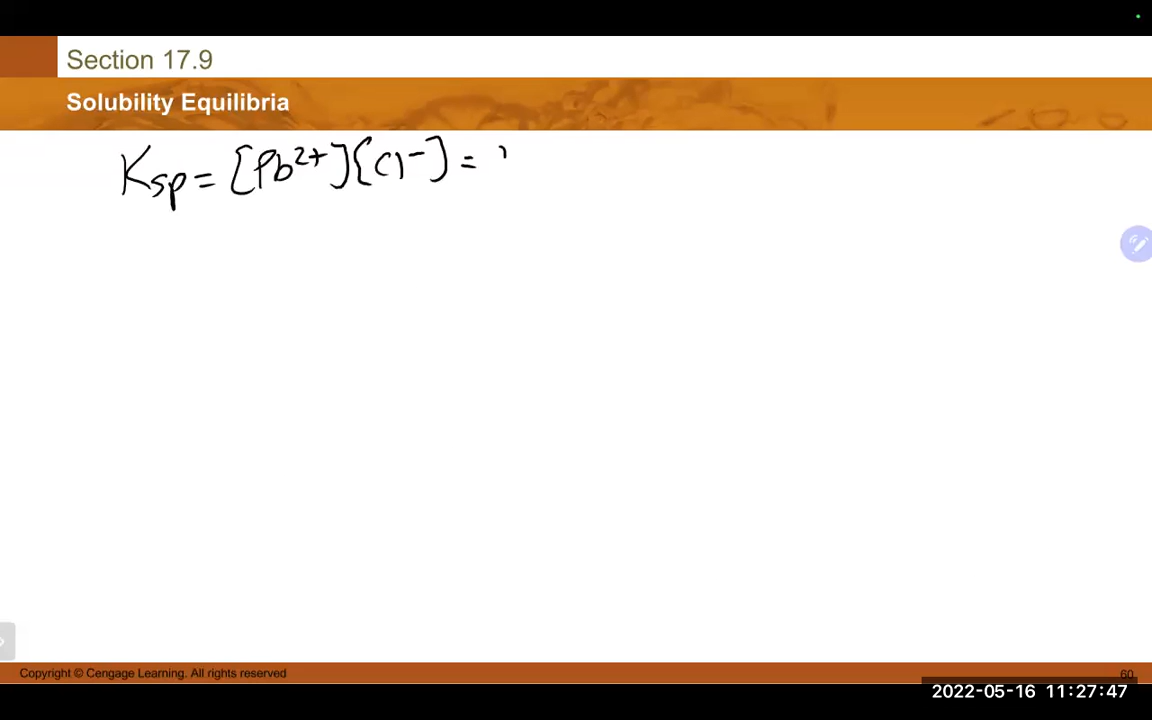 Section 17.9
Solubility Equilibria
Ksp = [Pb2+][Cl-] =
Copyright © Cengage Learning. All rights reserved
60
2022-05-16 11:27:47